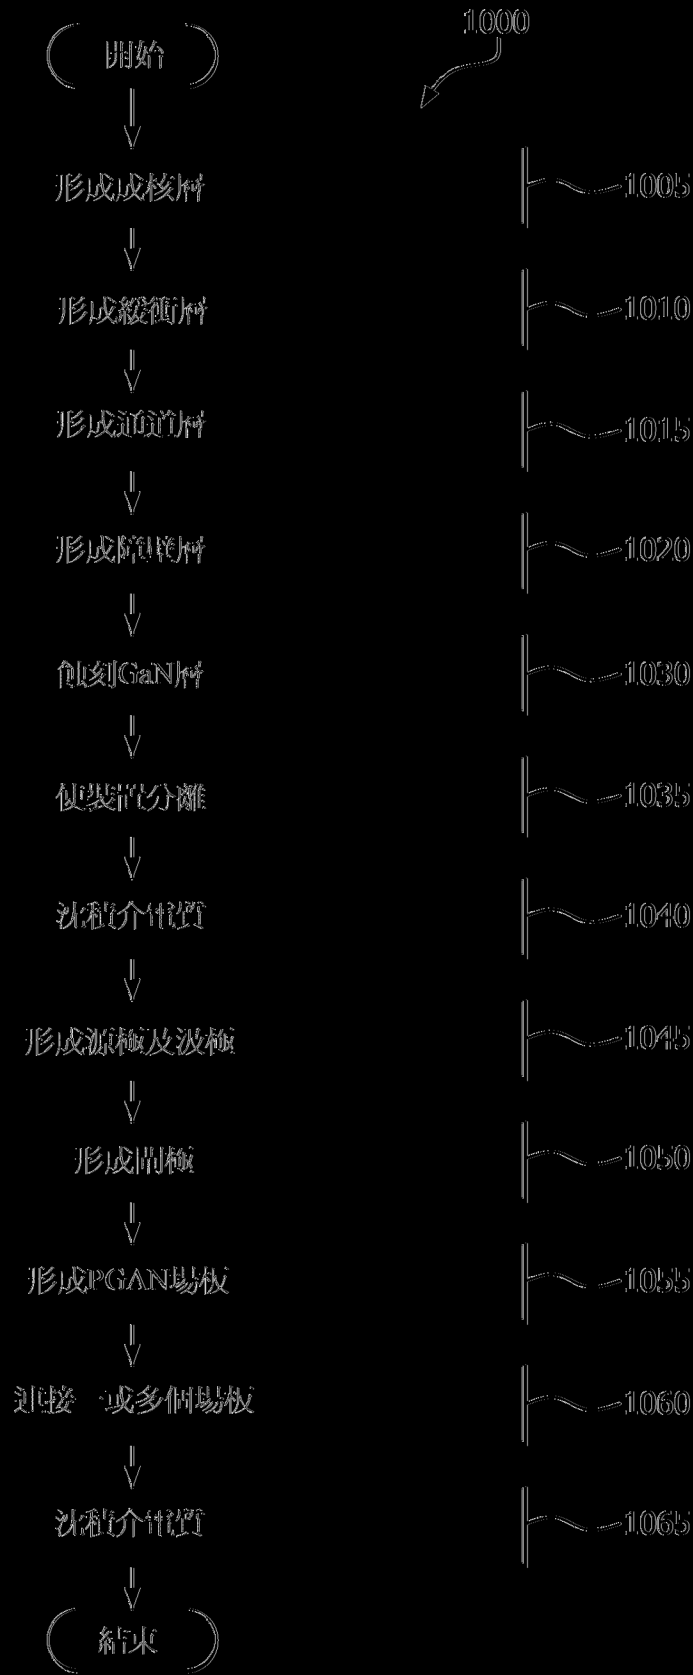 1000
開始
形成成核層 1005
形成緩衝層 1010
形成通道層 1015
形成障壁層 1020
蝕刻GaN層 1030
使裝置分離 1035
沈積介電質 1040
形成源極及汲極 1045
形成閘極 1050
形成PGAN場板 1055
連接一或多個場板 1060
沈積介電質 1065
結束